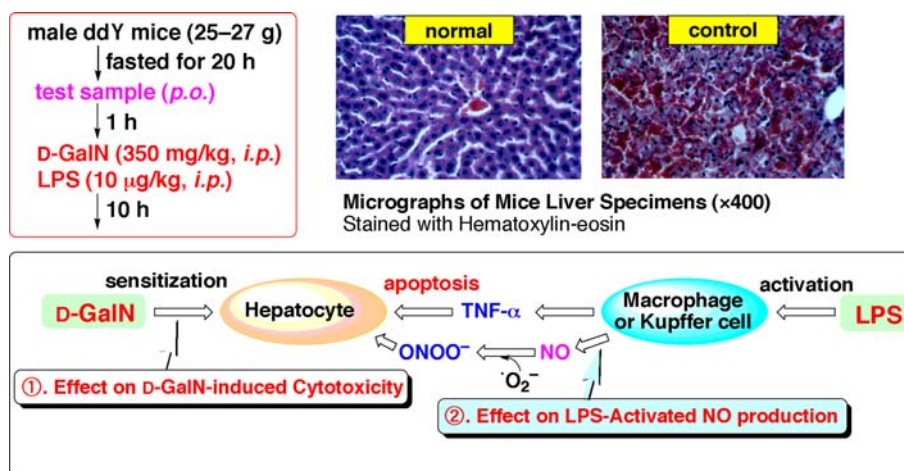 male ddY mice (25–27 g)
fasted for 20 h
test sample (p.o.)
1 h
D-GalN (350 mg/kg, i.p.)
LPS (10 µg/kg, i.p.)
10 h
normal
control
Micrographs of Mice Liver Specimens (×400)
Stained with Hematoxylin-eosin
sensitization
apoptosis
activation
D-GalN
Hepatocyte
TNF-α
Macrophage
or Kupffer cell
LPS
ONOO⁻
NO
·O₂⁻
①. Effect on D-GalN-induced Cytotoxicity
②. Effect on LPS-Activated NO production